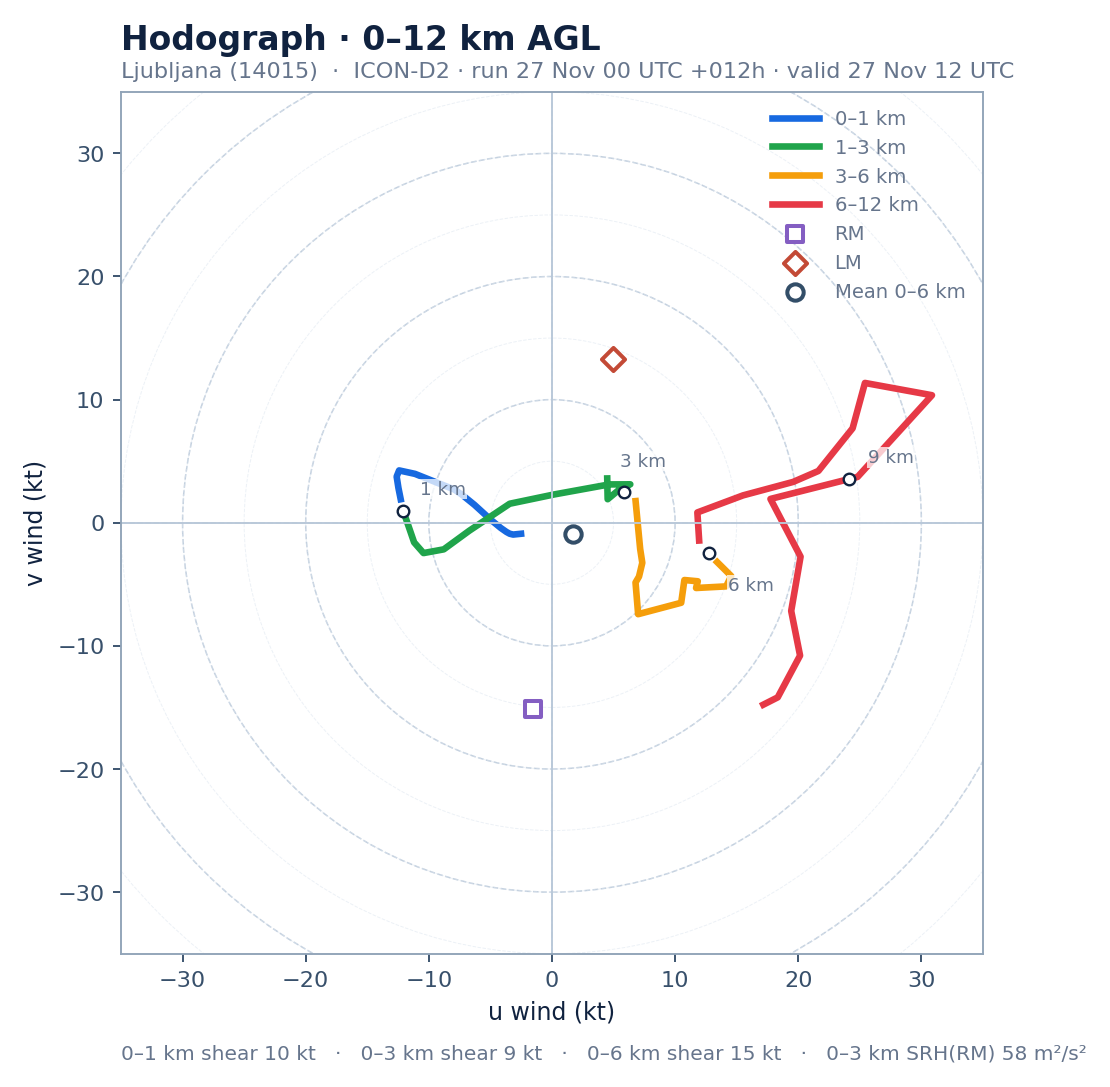 Hodograph · 0–12 km AGL
Ljubljana (14015) · ICON-D2 · run 27 Nov 00 UTC +012h · valid 27 Nov 12 UTC
0–1 km
1–3 km
3–6 km
6–12 km
RM
LM
Mean 0–6 km
30
20
10
0
−10
−20
−30
v wind (kt)
1 km
3 km
6 km
9 km
−30 −20 −10 0 10 20 30
u wind (kt)
0–1 km shear 10 kt · 0–3 km shear 9 kt · 0–6 km shear 15 kt · 0–3 km SRH(RM) 58 m²/s²